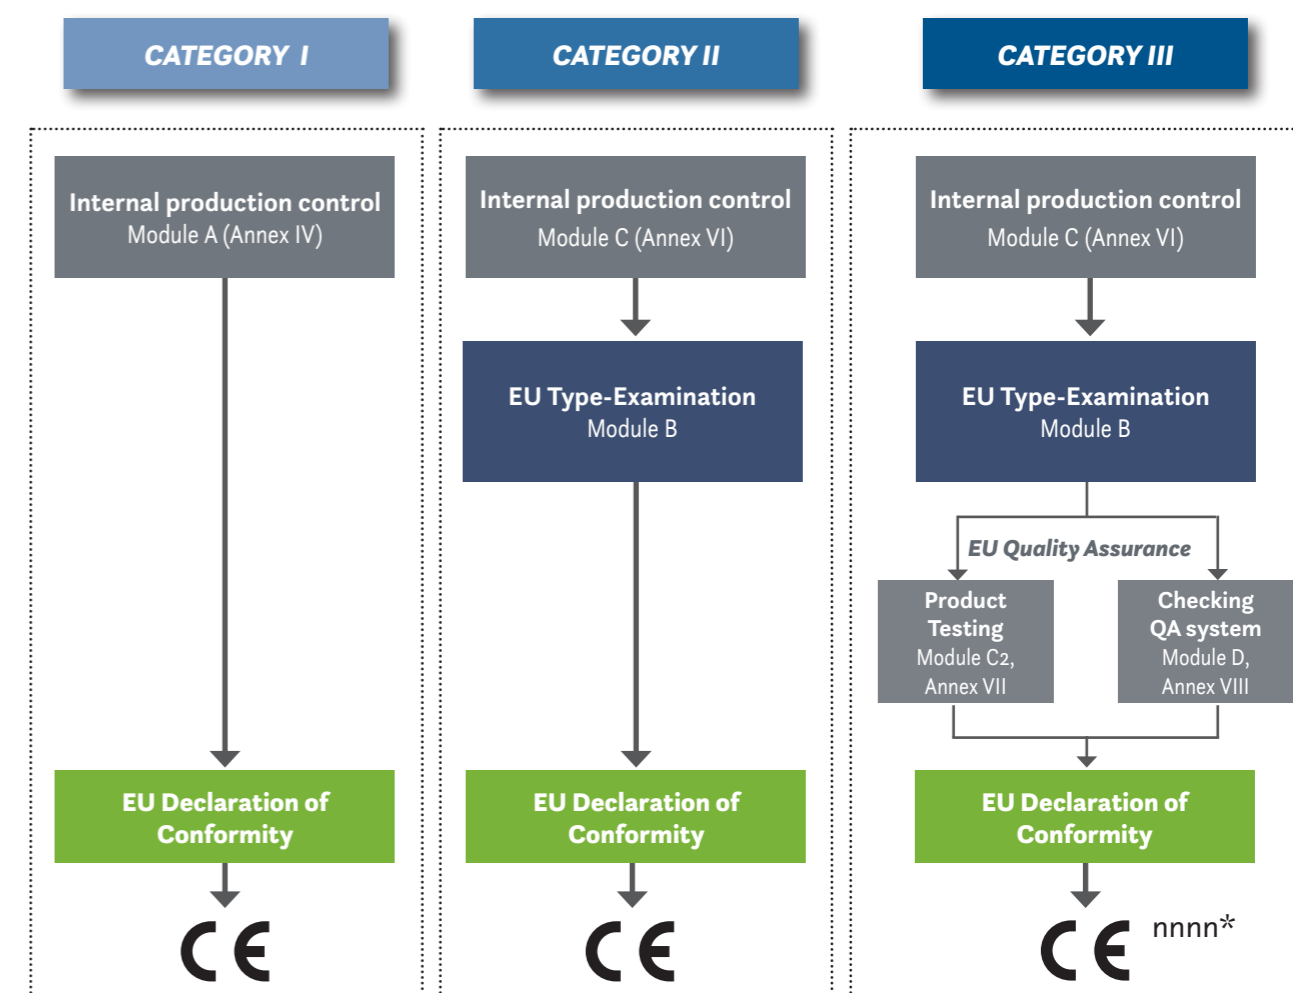 CATEGORY I
CATEGORY II
CATEGORY III
Internal production control
Module A (Annex IV)
Internal production control
Module C (Annex VI)
Internal production control
Module C (Annex VI)
EU Type-Examination
Module B
EU Type-Examination
Module B
EU Quality Assurance
Product
Testing
Module C2,
Annex VII
Checking
QA system
Module D,
Annex VIII
EU Declaration of
Conformity
EU Declaration of
Conformity
EU Declaration of
Conformity
CE
CE
CE nnnn*